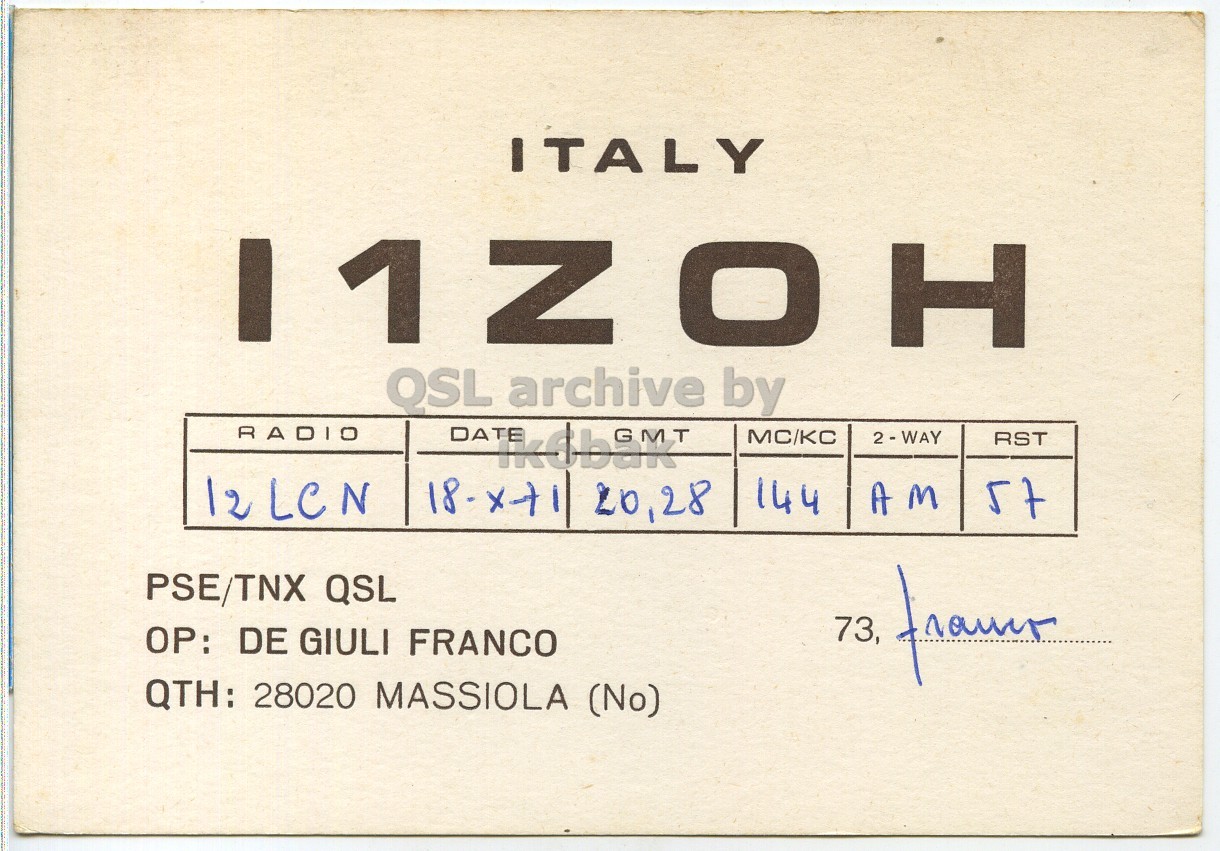 ITALY
I1ZOH
QSL archive by
ik6bak
RADIO DATE GMT MC/KC 2-WAY RST
I2LCN 18-X-71 20,28 144 AM 57
PSE/TNX QSL
OP: DE GIULI FRANCO
73, Franco
QTH: 28020 MASSIOLA (No)